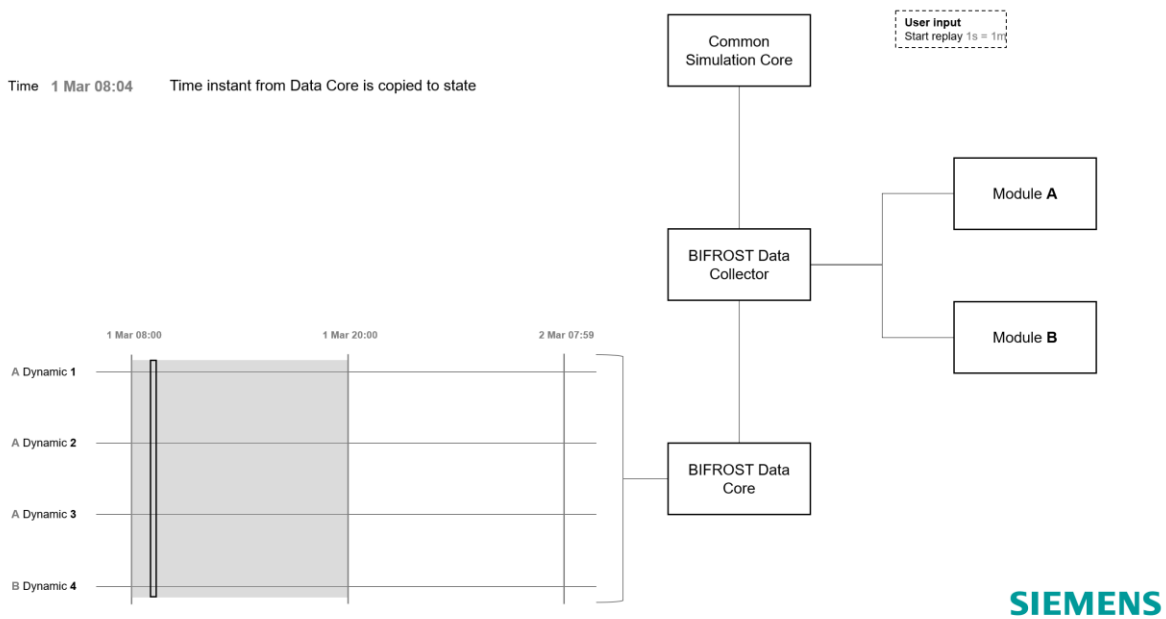 Common
Simulation Core
User input
Start replay 1s = 1m
Time 1 Mar 08:04 Time instant from Data Core is copied to state
Module A
BIFROST Data
Collector
Module B
1 Mar 08:00 1 Mar 20:00 2 Mar 07:59
A Dynamic 1
A Dynamic 2
BIFROST Data
Core
A Dynamic 3
B Dynamic 4
SIEMENS